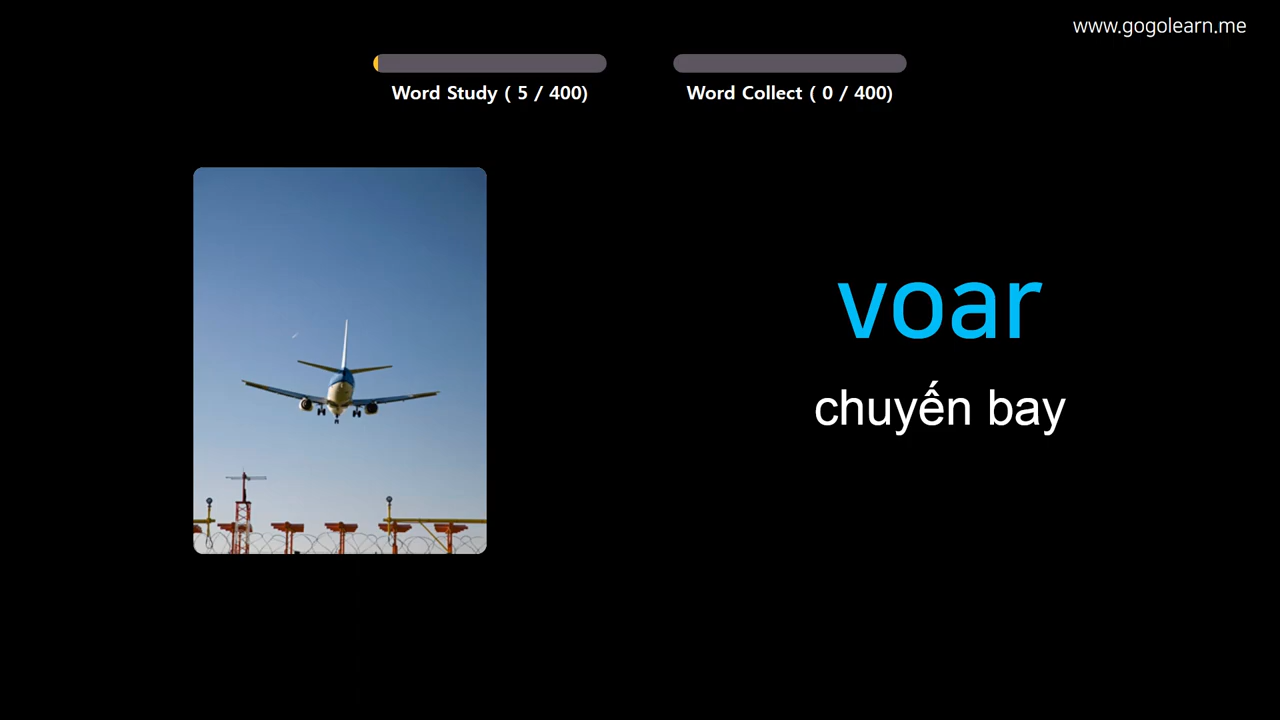 www.gogolearn.me
Word Study ( 5 / 400)
Word Collect ( 0 / 400)
voar
chuyến bay